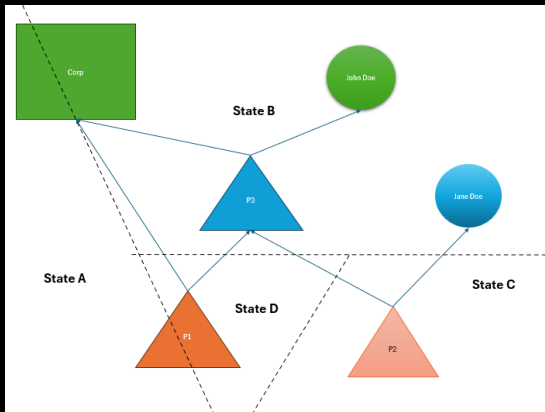 Corp
John Doe
State B
Jane Doe
P3
State A
State C
State D
P1
P2